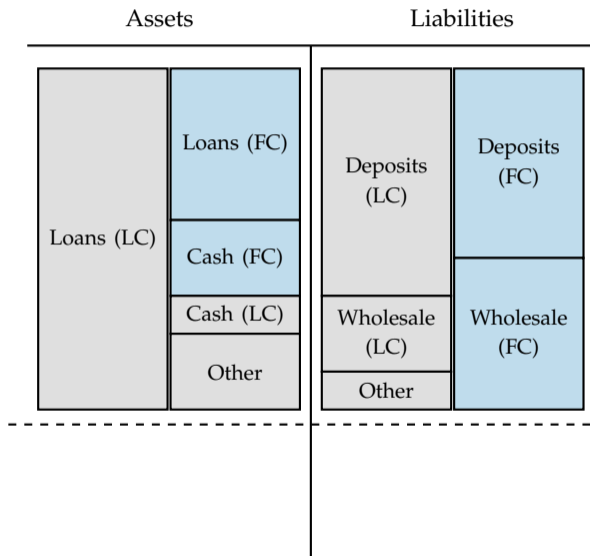 Assets
Liabilities
Loans (LC)
Loans (FC)
Cash (FC)
Cash (LC)
Other
Deposits
(LC)
Wholesale
(LC)
Other
Deposits
(FC)
Wholesale
(FC)